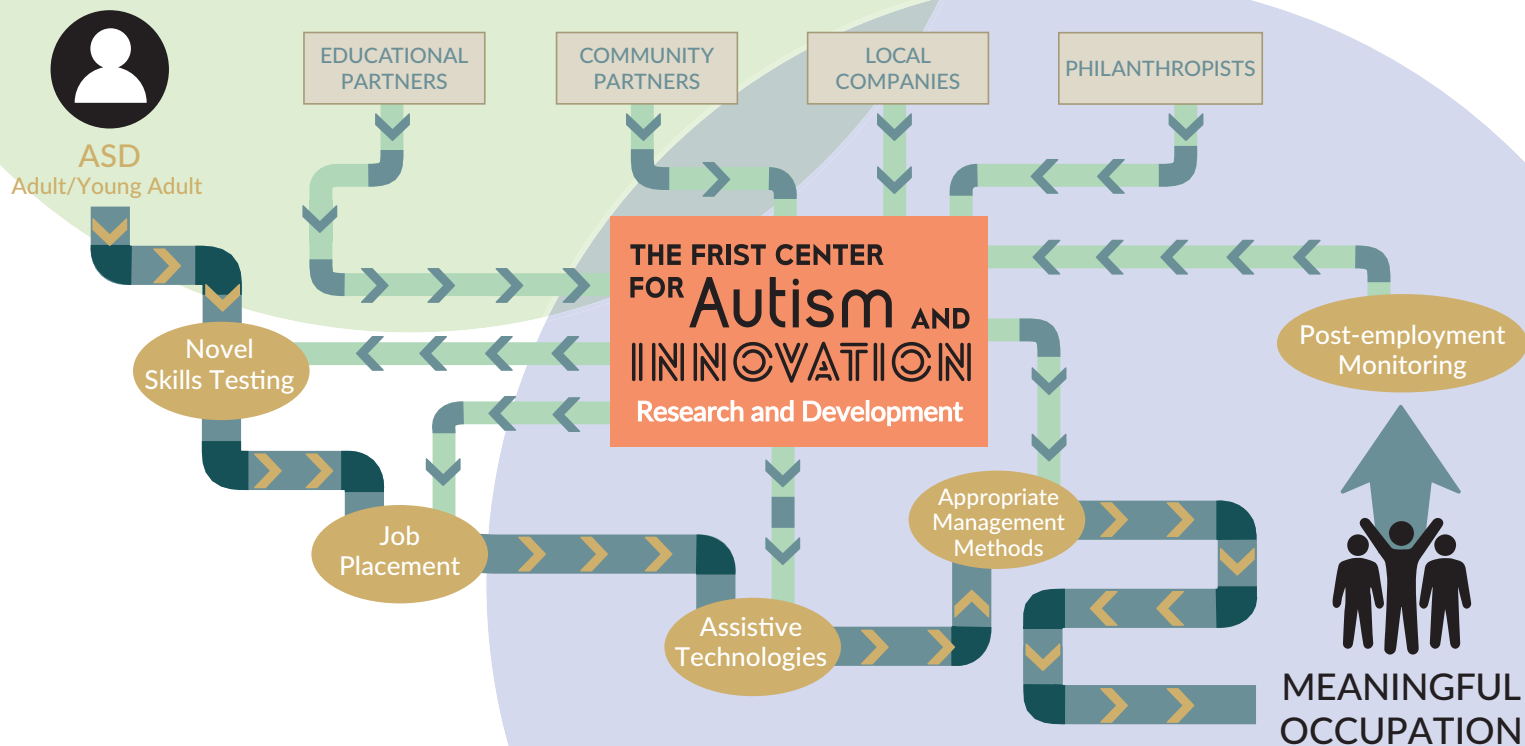 EDUCATIONAL
PARTNERS
COMMUNITY
PARTNERS
LOCAL
COMPANIES
PHILANTHROPISTS
ASD
Adult/Young Adult
THE FRIST CENTER
FOR Autism AND
INNOVATION
Research and Development
Novel
Skills Testing
Post-employment
Monitoring
Job
Placement
Appropriate
Management
Methods
Assistive
Technologies
MEANINGFUL
OCCUPATION